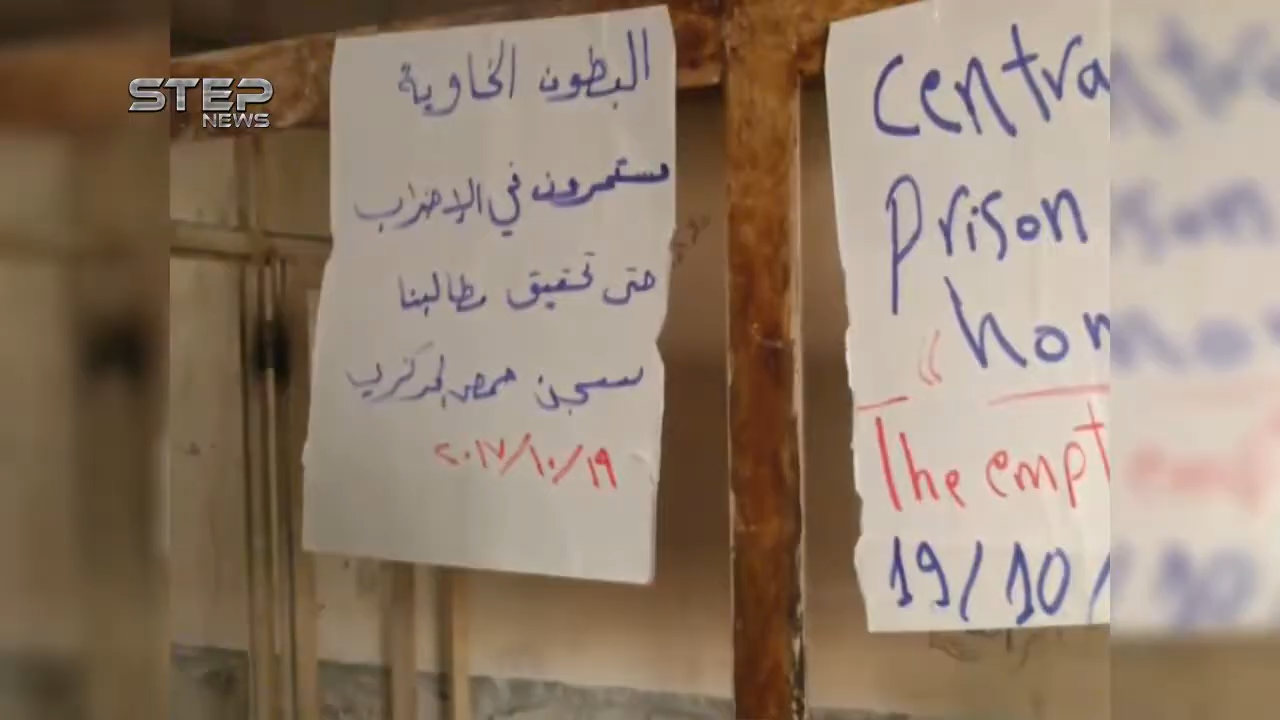 STEP
NEWS
البطون الخاوية
مستمرون في الإضراب
حتى تحقيق مطالبنا
سجن حمص المركزي
٢٠١٧/١٠/١٩
Centra
Prison
hom
The empt
19/10/